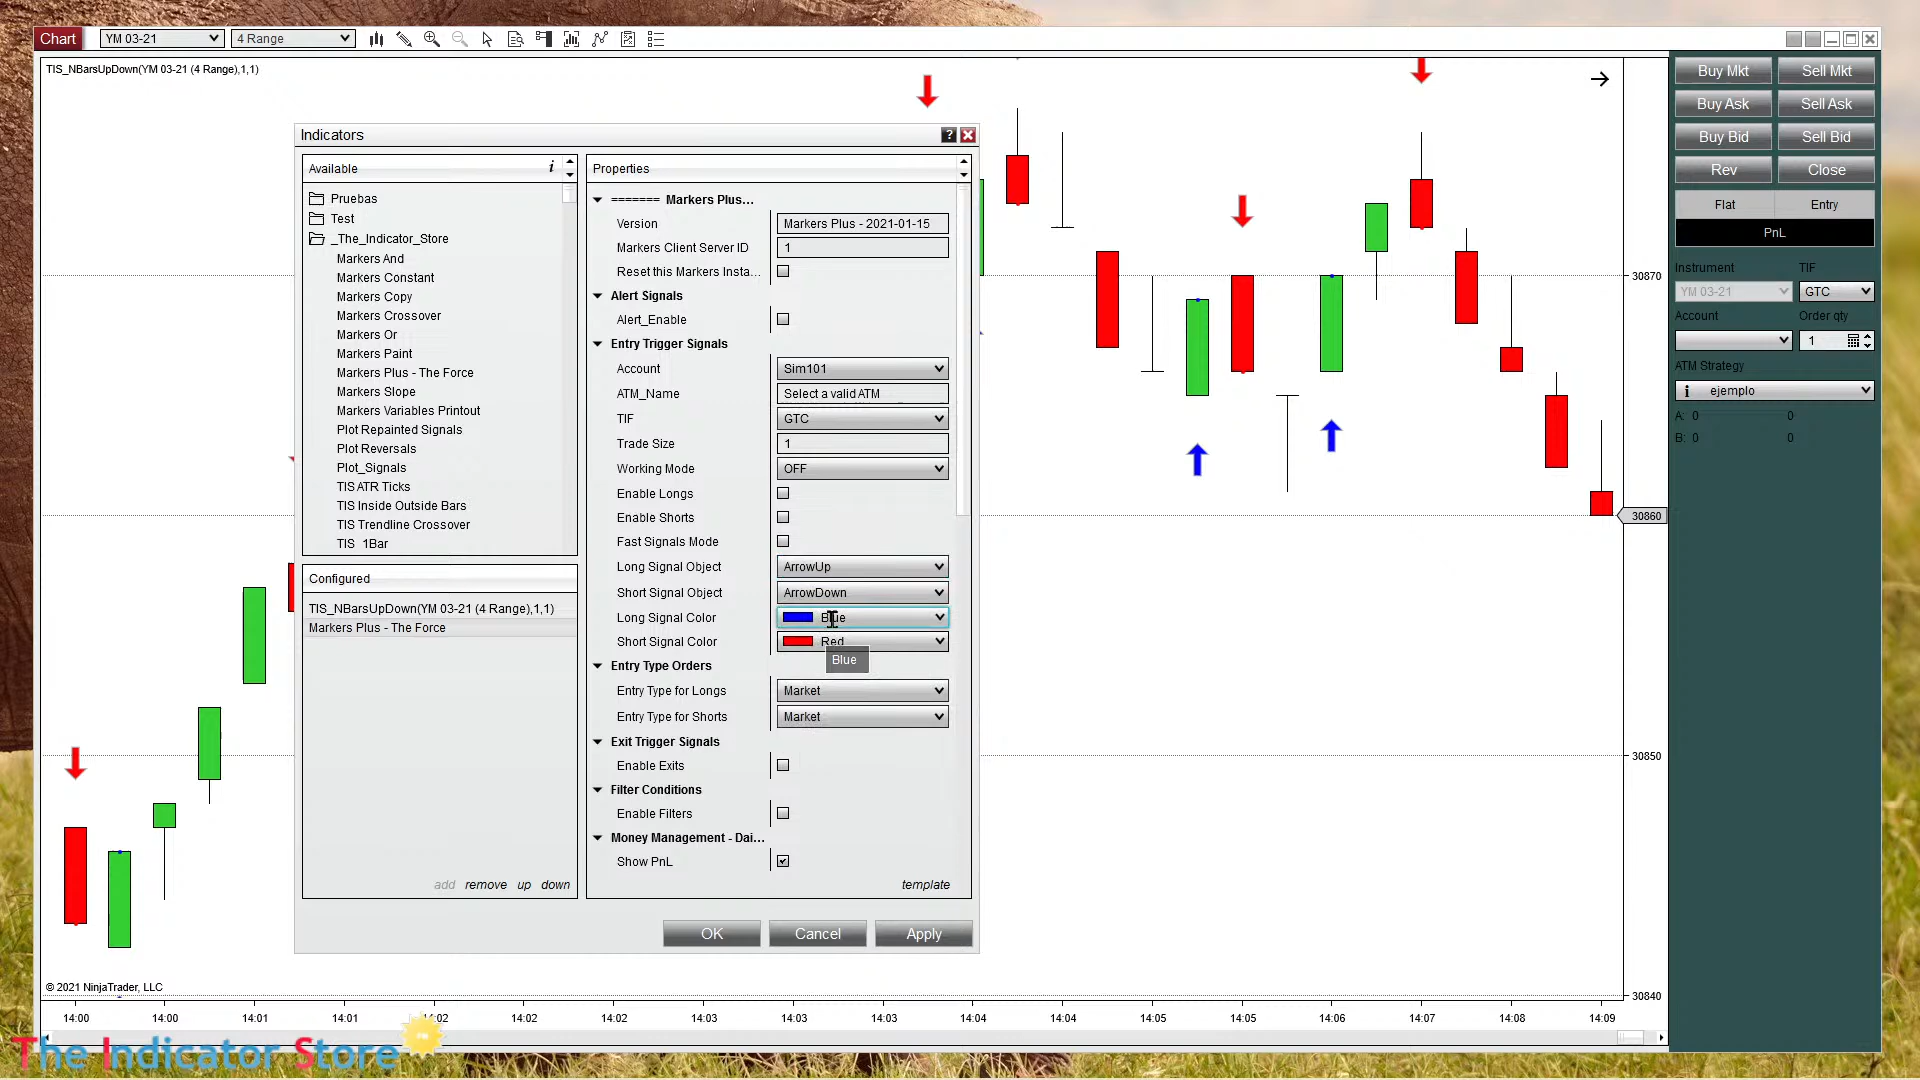 Chart YM 03-21 4 Range
TIS_NBarsUpDown(YM 03-21 (4 Range),1,1)
Indicators
?
Available i
Pruebas
Test
_The_Indicator_Store
Markers And
Markers Constant
Markers Copy
Markers Crossover
Markers Or
Markers Paint
Markers Plus - The Force
Markers Slope
Markers Variables Printout
Plot Repainted Signals
Plot Reversals
Plot_Signals
TIS ATR Ticks
TIS Inside Outside Bars
TIS Trendline Crossover
TIS 1Bar
Configured
TIS_NBarsUpDown(YM 03-21 (4 Range),1,1)
Markers Plus - The Force
add remove up down
Properties
======= Markers Plus...
Version Markers Plus - 2021-01-15
Markers Client Server ID 1
Reset this Markers Insta...
Alert Signals
Alert_Enable
Entry Trigger Signals
Account Sim101
ATM_Name Select a valid ATM
TIF GTC
Trade Size 1
Working Mode OFF
Enable Longs
Enable Shorts
Fast Signals Mode
Long Signal Object ArrowUp
Short Signal Object ArrowDown
Long Signal Color Blue
Short Signal Color Red
Blue
Entry Type Orders
Entry Type for Longs Market
Entry Type for Shorts Market
Exit Trigger Signals
Enable Exits
Filter Conditions
Enable Filters
Money Management - Dai...
Show PnL
template
OK Cancel Apply
30870
30860
30850
30840
© 2021 NinjaTrader, LLC
14:00 14:00 14:01 14:01 14:02 14:02 14:02 14:03 14:03 14:03 14:04 14:04 14:05 14:05 14:06 14:07 14:08 14:09
Buy Mkt Sell Mkt
Buy Ask Sell Ask
Buy Bid Sell Bid
Rev Close
Flat Entry
PnL
Instrument TIF
YM 03-21 GTC
Account Order qty
1
ATM Strategy
i ejemplo
A: 0 0
B: 0 0
The Indicator Store